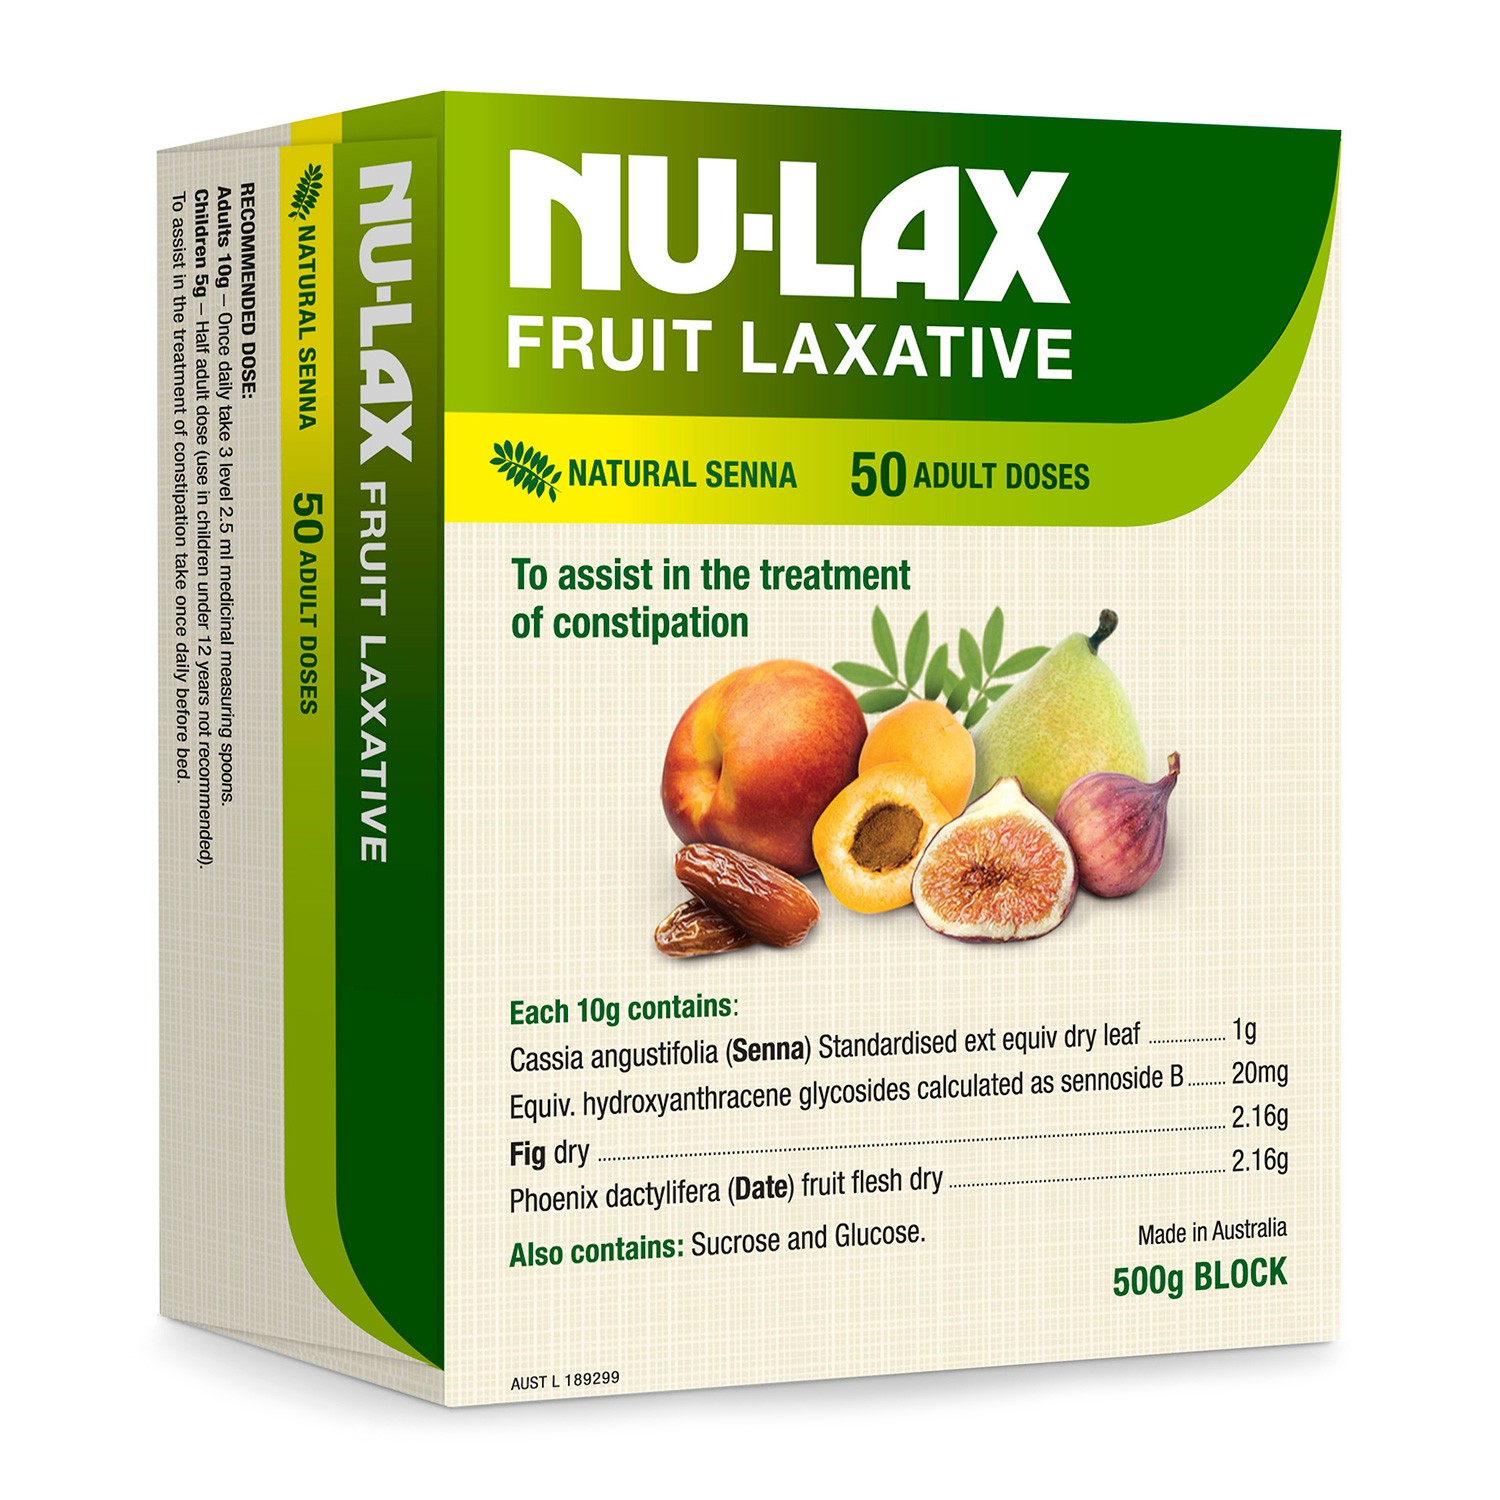 NU-LAX
FRUIT LAXATIVE
NATURAL SENNA 50 ADULT DOSES
To assist in the treatment
of constipation
Each 10g contains:
Cassia angustifolia (Senna) Standardised ext equiv dry leaf .......... 1g
Equiv. hydroxyanthracene glycosides calculated as sennoside B ........ 20mg
Fig dry .......... 2.16g
Phoenix dactylifera (Date) fruit flesh dry .......... 2.16g
Also contains: Sucrose and Glucose.
Made in Australia
500g BLOCK
AUST L 189299
NU-LAX FRUIT LAXATIVE
NATURAL SENNA 50 ADULT DOSES
RECOMMENDED DOSE:
Adults 10g – Once daily take 3 level 2.5 ml medicinal measuring spoons.
Children 5g – Half adult dose (use in children under 12 years not recommended).
To assist in the treatment of constipation take once daily before bed.